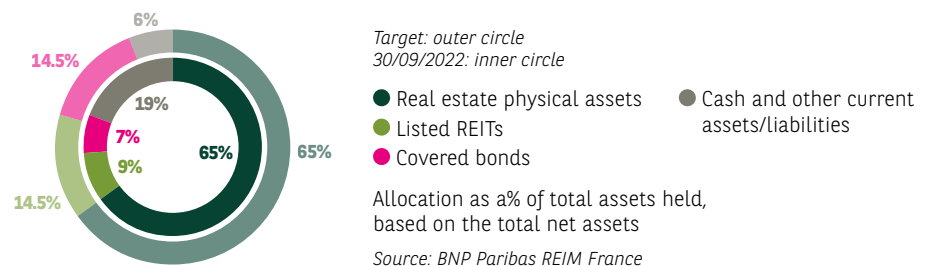 6%
14.5%
19%
7%
9%
65%
65%
14.5%
Target: outer circle
30/09/2022: inner circle
Real estate physical assets
Listed REITs
Covered bonds
Cash and other current
assets/liabilities
Allocation as a% of total assets held,
based on the total net assets
Source: BNP Paribas REIM France